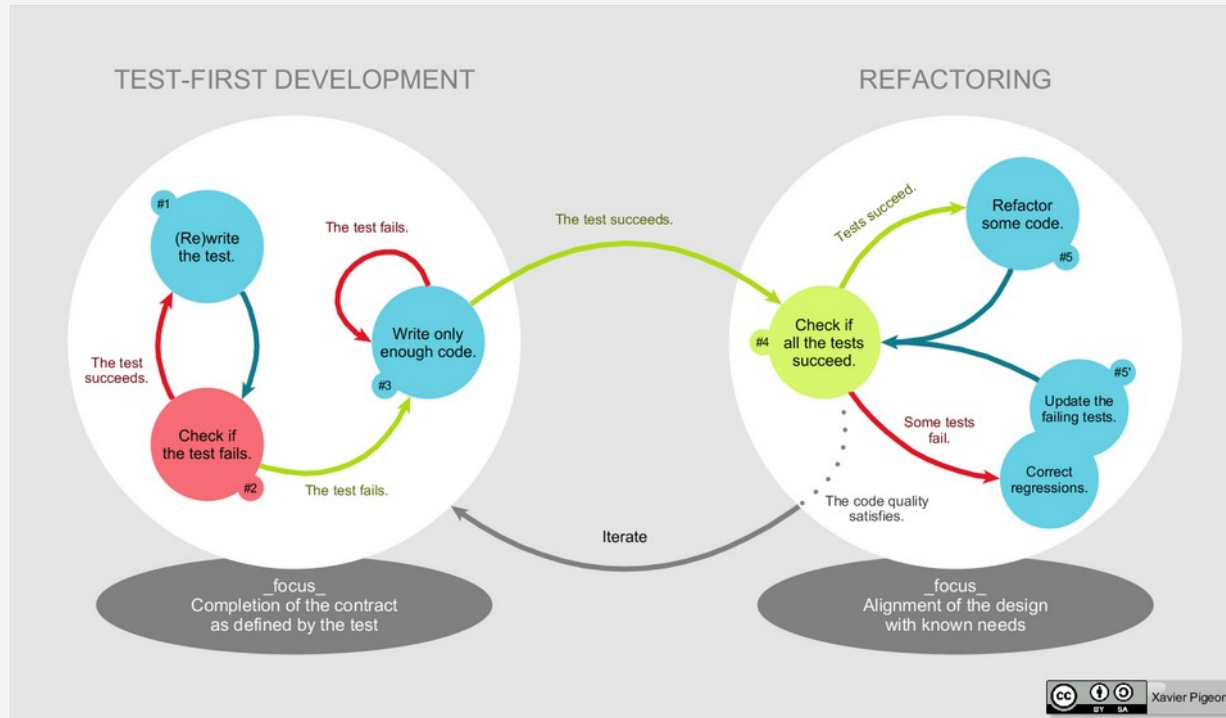 TEST-FIRST DEVELOPMENT
#1
(Re)write
the test.
The test
succeeds.
Check if
the test fails.
#2
The test fails.
The test fails.
Write only
enough code.
#3
The test succeeds.
Iterate
_focus_
Completion of the contract
as defined by the test
REFACTORING
Tests succeed.
Refactor
some code.
#5
#4
Check if
all the tests
succeed.
#5'
Update the
failing tests.
Some tests
fail.
Correct
regressions.
The code quality
satisfies.
_focus_
Alignment of the design
with known needs
cc
BY SA
Xavier Pigeon